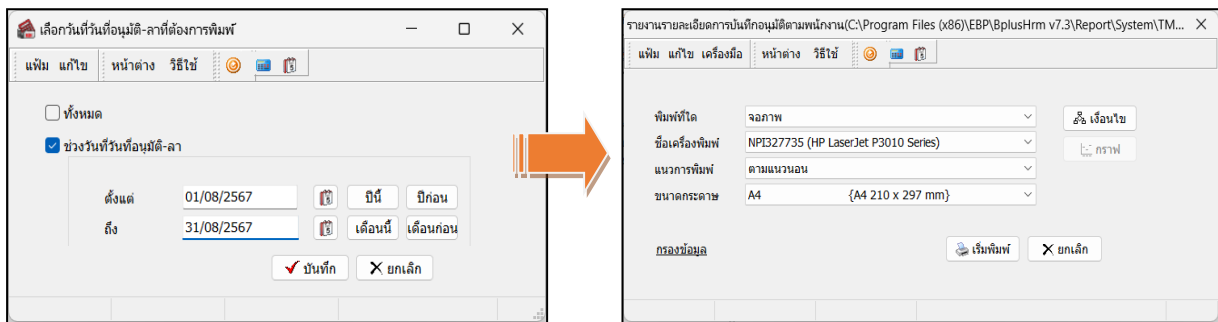 เลือกวันที่วันที่อนุมัติ-ลาที่ต้องการพิมพ์
แฟ้ม แก้ไข หน้าต่าง วิธีใช้
ทั้งหมด
ช่วงวันที่วันที่อนุมัติ-ลา
ตั้งแต่ 01/08/2567 ปีนี้ ปีก่อน
ถึง 31/08/2567 เดือนนี้ เดือนก่อน
บันทึก ยกเลิก
รายงานรายละเอียดการบันทึกอนุมัติตามพนักงาน(C:\Program Files (x86)\EBP\BplusHrm v7.3\Report\System\TM...
แฟ้ม แก้ไข เครื่องมือ หน้าต่าง วิธีใช้
พิมพ์ที่ใด จอภาพ เงื่อนไข
ชื่อเครื่องพิมพ์ NPI327735 (HP LaserJet P3010 Series) กราฟ
แนวการพิมพ์ ตามแนวนอน
ขนาดกระดาษ A4 {A4 210 x 297 mm}
กรองข้อมูล เริ่มพิมพ์ ยกเลิก